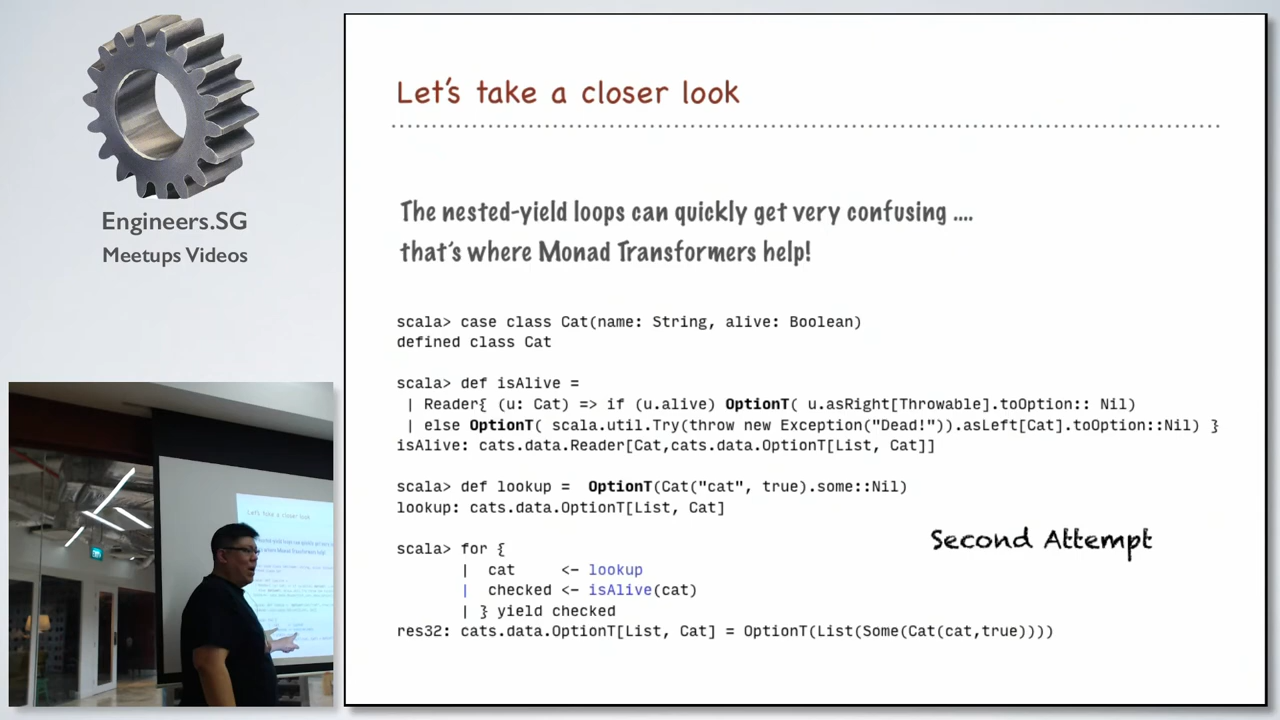 Engineers.SG
Meetups Videos
Let's take a closer look
The nested-yield loops can quickly get very confusing ....
that's where Monad Transformers help!
scala> case class Cat(name: String, alive: Boolean)
defined class Cat
scala> def isAlive =
| Reader{ (u: Cat) => if (u.alive) OptionT( u.asRight[Throwable].toOption:: Nil)
| else OptionT( scala.util.Try(throw new Exception("Dead!")).asLeft[Cat].toOption::Nil) }
isAlive: cats.data.Reader[Cat,cats.data.OptionT[List, Cat]]
scala> def lookup =  OptionT(Cat("cat", true).some::Nil)
lookup: cats.data.OptionT[List, Cat]
Second Attempt
scala> for {
| cat <- lookup
| checked <- isAlive(cat)
| } yield checked
res32: cats.data.OptionT[List, Cat] = OptionT(List(Some(Cat(cat,true))))
Let's take a closer look